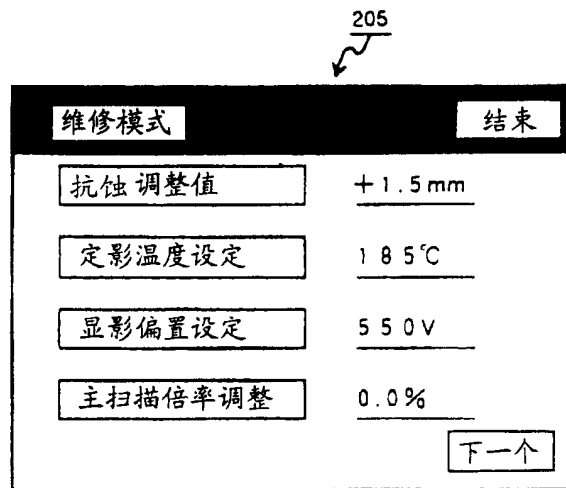 205
维修模式 结束
抗蚀调整值 +1.5mm
定影温度设定 185℃
显影偏置设定 550V
主扫描倍率调整 0.0%
下一个